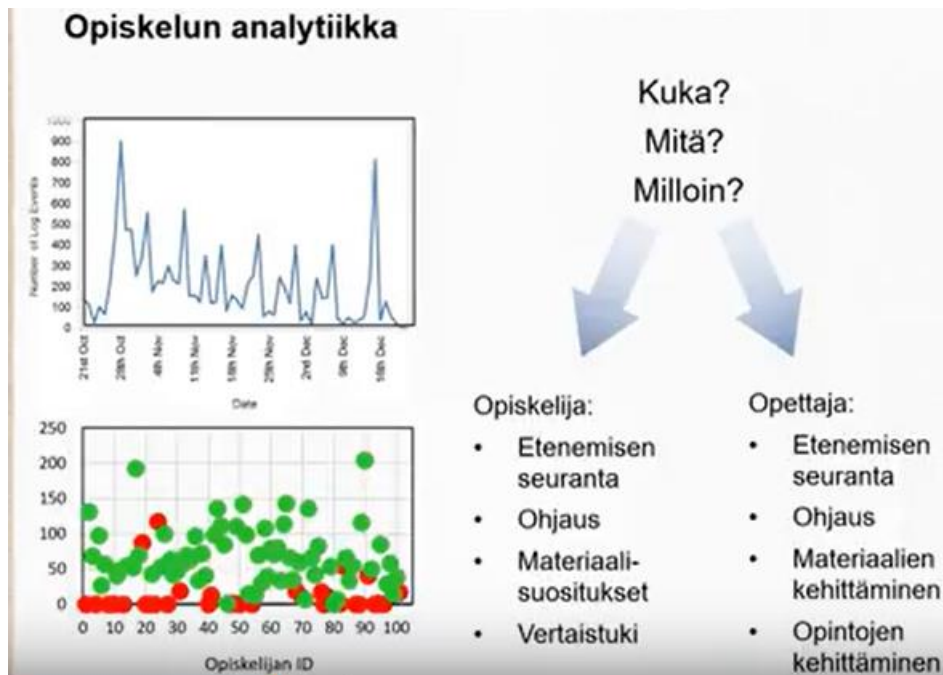 Opiskelun analytiikka
Kuka?
Mitä?
Milloin?
1000
900
800
700
600
500
400
300
200
100
0
Number of Log Events
21st Oct
28th Oct
4th Nov
11th Nov
18th Nov
25th Nov
2nd Dec
9th Dec
16th Dec
Date
250
200
150
100
50
0
0 10 20 30 40 50 60 70 80 90 100
Opiskelijan ID
Opiskelija:
• Etenemisen
seuranta
• Ohjaus
• Materiaali-
suositukset
• Vertaistuki
Opettaja:
• Etenemisen
seuranta
• Ohjaus
• Materiaalien
kehittäminen
• Opintojen
kehittäminen